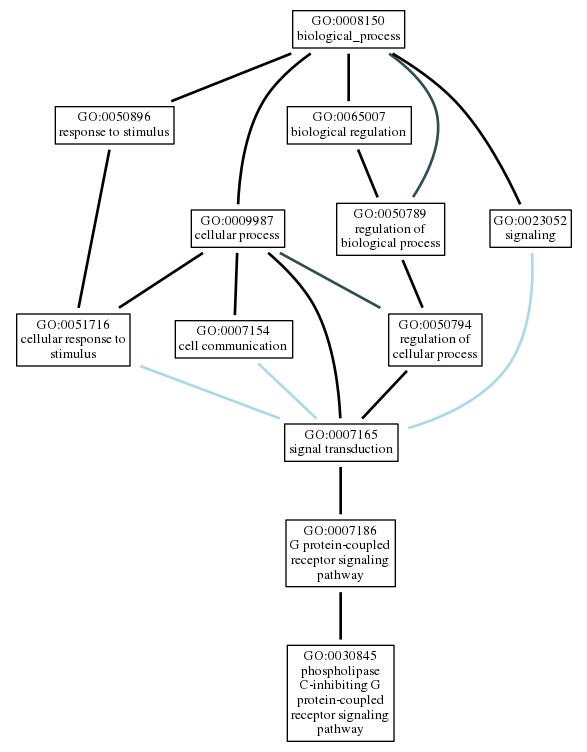 GO:0008150
biological_process
GO:0050896
response to stimulus
GO:0065007
biological regulation
GO:0009987
cellular process
GO:0050789
regulation of
biological process
GO:0023052
signaling
GO:0051716
cellular response to
stimulus
GO:0007154
cell communication
GO:0050794
regulation of
cellular process
GO:0007165
signal transduction
GO:0007186
G protein-coupled
receptor signaling
pathway
GO:0030845
phospholipase
C-inhibiting G
protein-coupled
receptor signaling
pathway